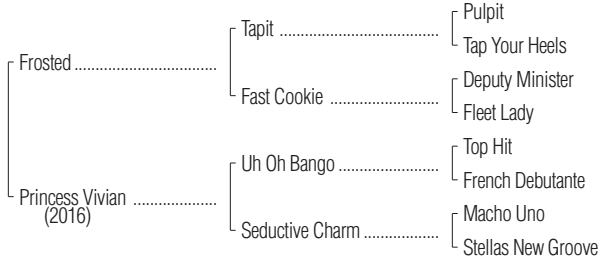 Pulpit
Tapit ....................................
Tap Your Heels
Frosted ................................
Deputy Minister
Fast Cookie ........................
Fleet Lady
Top Hit
Uh Oh Bango ......................
French Debutante
Princess Vivian ...................
(2016)
Macho Uno
Seductive Charm .................
Stellas New Groove